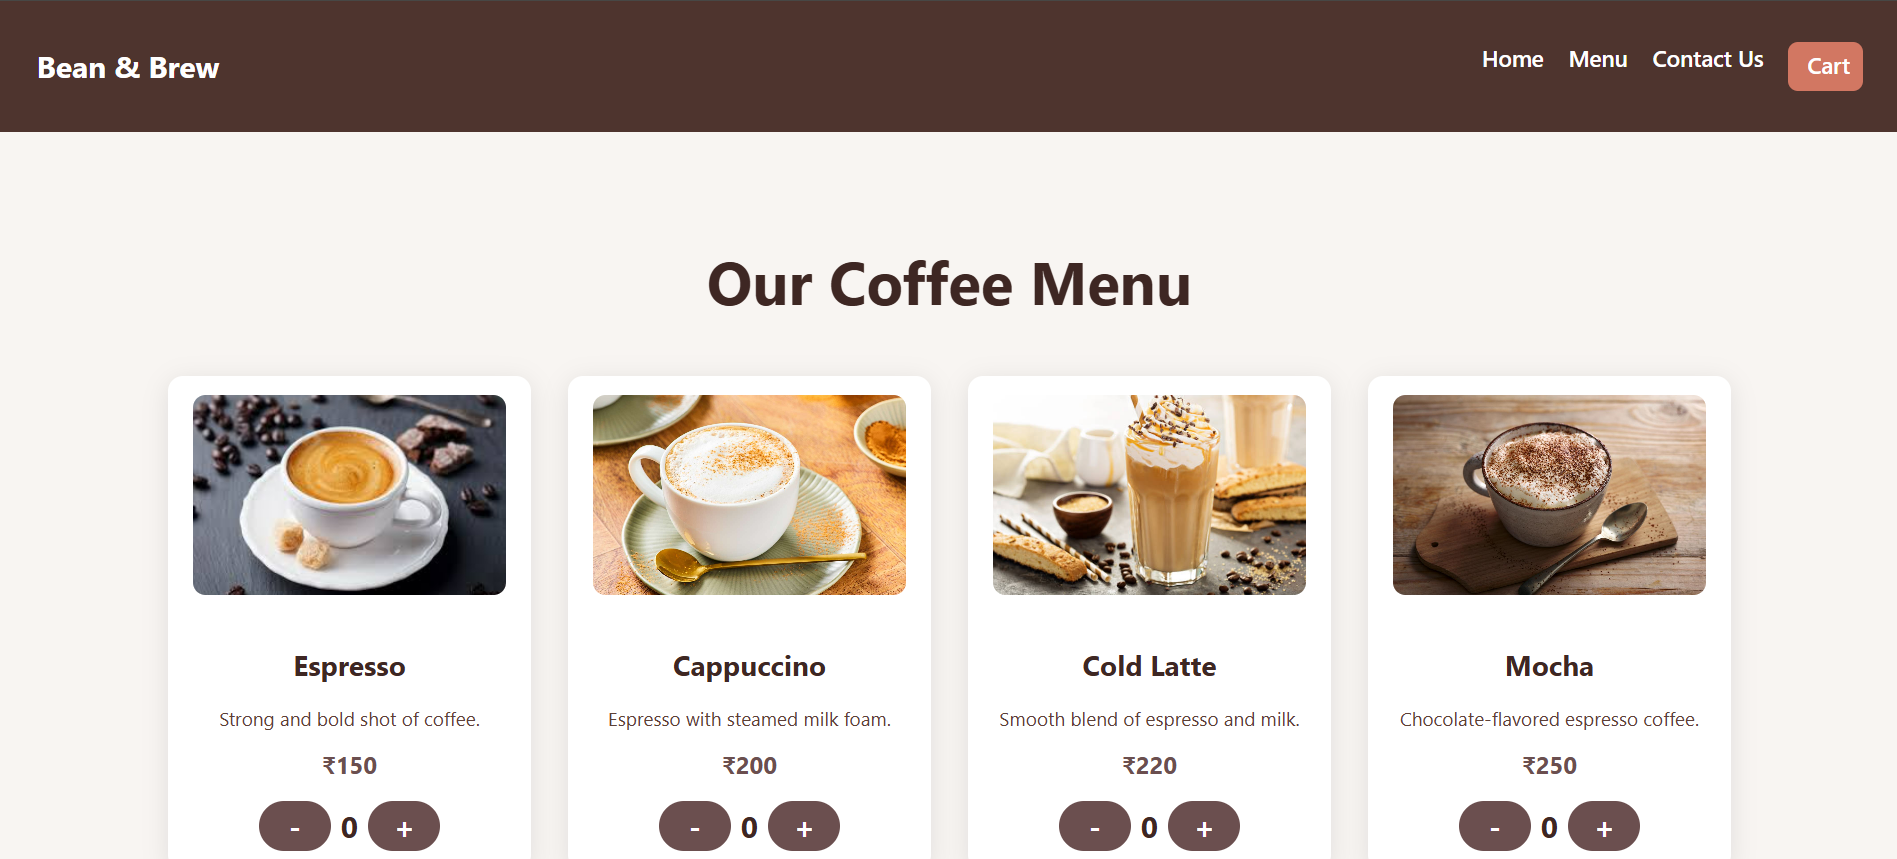 Bean & Brew
Home Menu Contact Us Cart
Our Coffee Menu
Espresso
Strong and bold shot of coffee.
₹150
- 0 +
Cappuccino
Espresso with steamed milk foam.
₹200
- 0 +
Cold Latte
Smooth blend of espresso and milk.
₹220
- 0 +
Mocha
Chocolate-flavored espresso coffee.
₹250
- 0 +